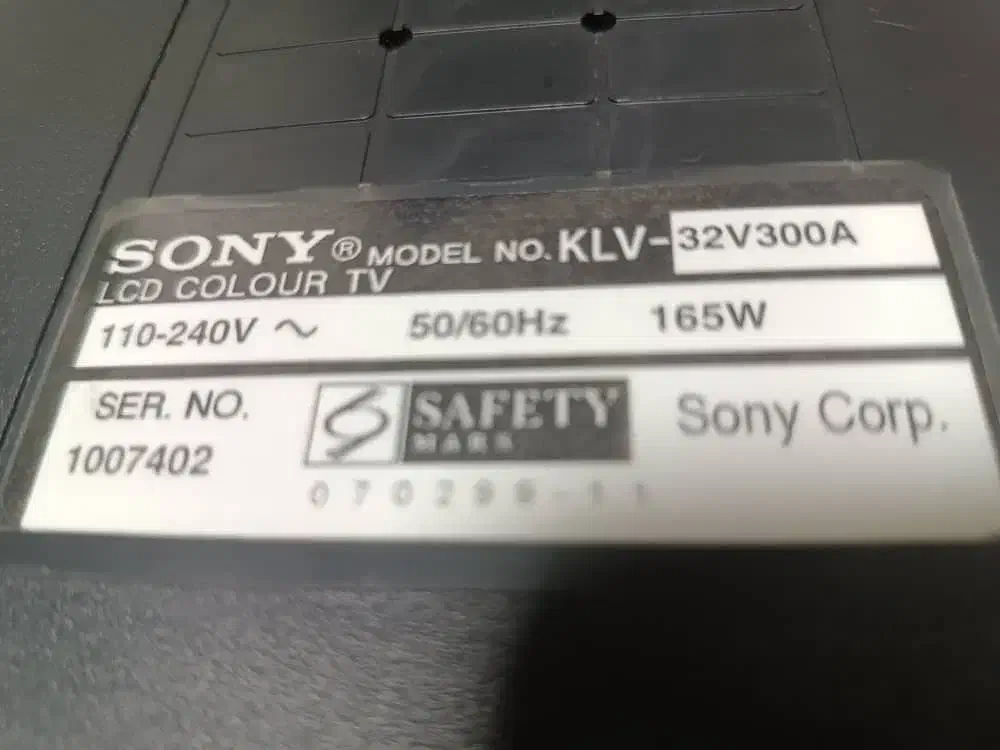 SONY® MODEL NO. KLV-32V300A
LCD COLOUR TV
110-240V ~ 50/60Hz 165W
SER. NO.
1007402
SAFETY
MARK
Sony Corp.